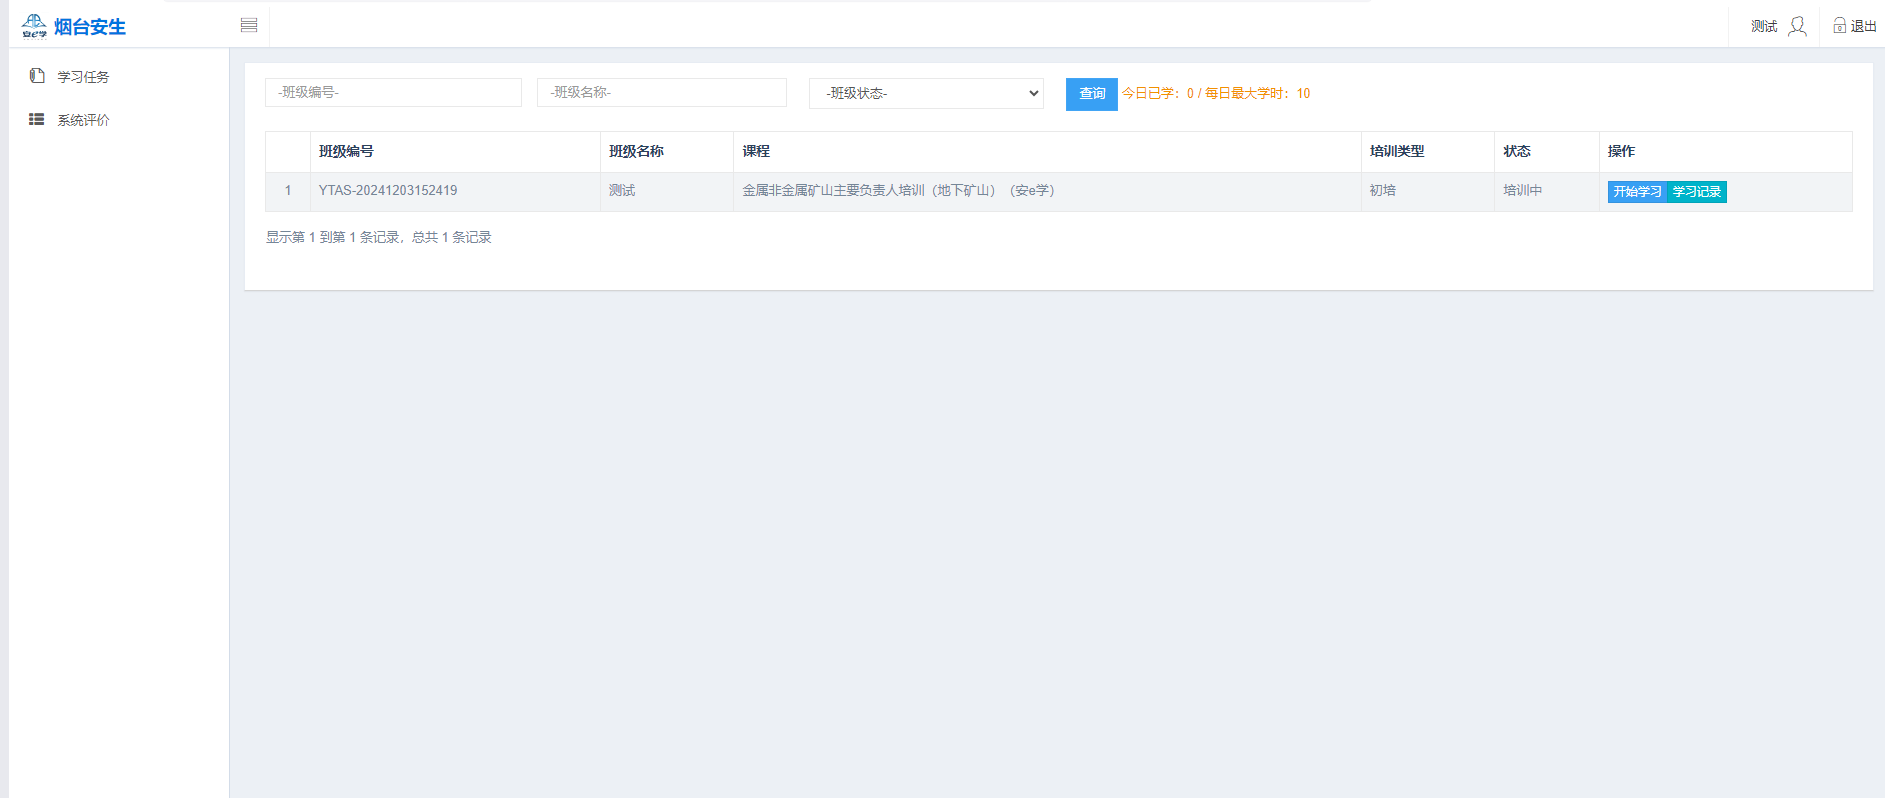 安e学 烟台安生
测试
退出
学习任务
系统评价
-班级编号- -班级名称- -班级状态- 查询 今日已学：0 / 每日最大学时：10
班级编号 班级名称 课程 培训类型 状态 操作
1 YTAS-20241203152419 测试 金属非金属矿山主要负责人培训（地下矿山）（安e学） 初培 培训中 开始学习 学习记录
显示第 1 到第 1 条记录，总共 1 条记录